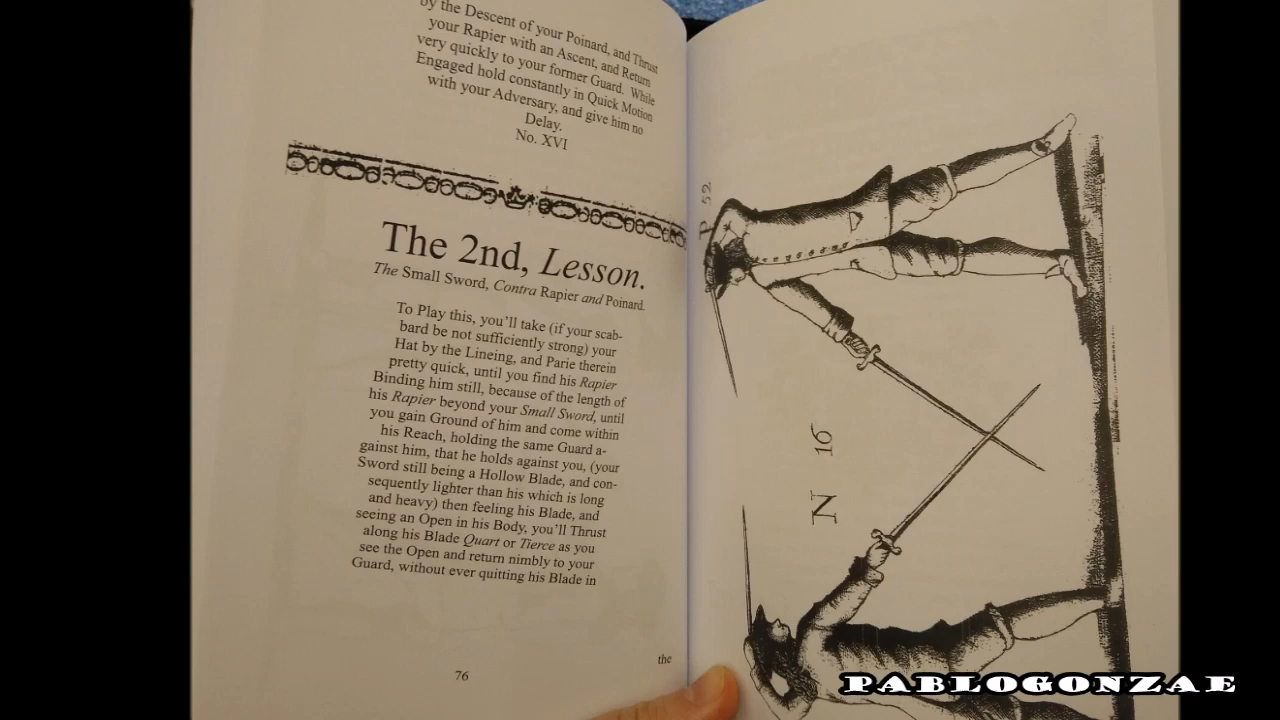 by the Descent of your Poinard, and Thrust
your Rapier with an Ascent, and Return
very quickly to your former Guard. While
Engaged hold constantly in Quick Motion
with your Adversary, and give him no
Delay.
No. XVI
The 2nd, Lesson.
The Small Sword, Contra Rapier and Poinard.
To Play this, you'll take (if your scab-
bard be not sufficiently strong) your
Hat by the Lineing, and Parie therein
pretty quick, until you find his Rapier
Binding him still, because of the length of
his Rapier beyond your Small Sword, until
you gain Ground of him and come within
his Reach, holding the same Guard a-
gainst him, that he holds against you, (your
Sword still being a Hollow Blade, and con-
sequently lighter than his which is long
and heavy) then feeling his Blade, and
seeing an Open in his Body, you'll Thrust
along his Blade Quart or Tierce as you
see the Open and return nimbly to your
Guard, without ever quitting his Blade in
the
76
P 52
N 16
PABLOGONZAE